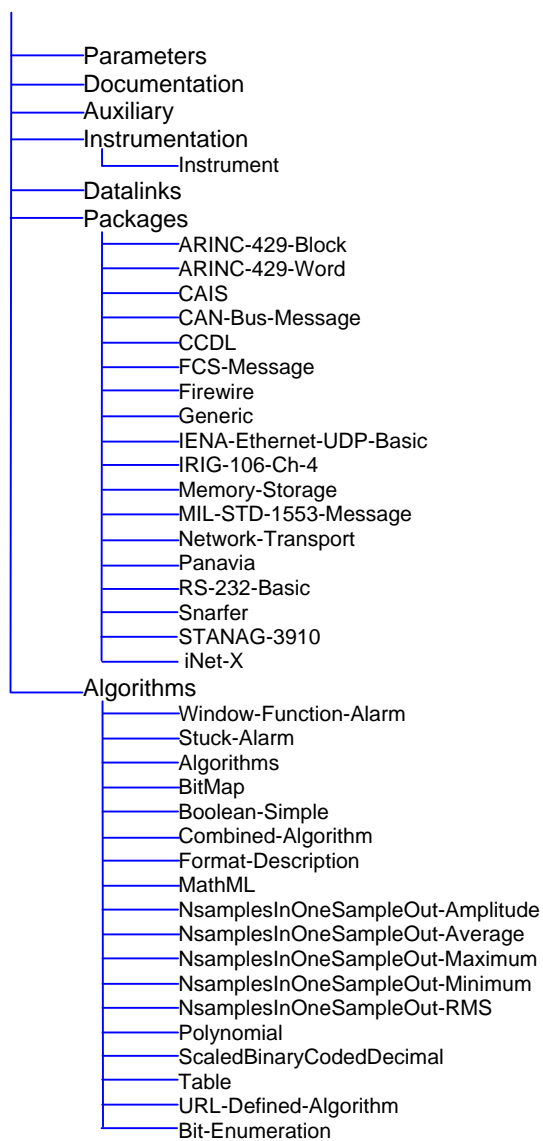 Parameters
Documentation
Auxiliary
Instrumentation
Instrument
Datalinks
Packages
ARINC-429-Block
ARINC-429-Word
CAIS
CAN-Bus-Message
CCDL
FCS-Message
Firewire
Generic
IENA-Ethernet-UDP-Basic
IRIG-106-Ch-4
Memory-Storage
MIL-STD-1553-Message
Network-Transport
Panavia
RS-232-Basic
Snarfer
STANAG-3910
iNet-X
Algorithms
Window-Function-Alarm
Stuck-Alarm
Algorithms
BitMap
Boolean-Simple
Combined-Algorithm
Format-Description
MathML
NsamplesInOneSampleOut-Amplitude
NsamplesInOneSampleOut-Average
NsamplesInOneSampleOut-Maximum
NsamplesInOneSampleOut-Minimum
NsamplesInOneSampleOut-RMS
Polynomial
ScaledBinaryCodedDecimal
Table
URL-Defined-Algorithm
Bit-Enumeration